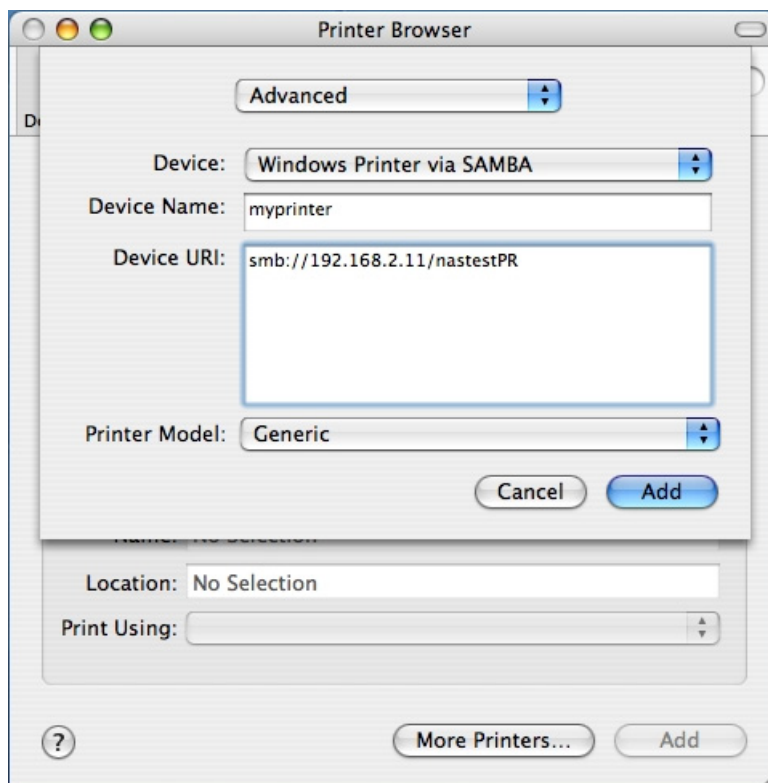 Printer Browser
Advanced
Device: Windows Printer via SAMBA
Device Name: myprinter
Device URI: smb://192.168.2.11/nastestPR
Printer Model: Generic
Cancel Add
Location: No Selection
Print Using:
? More Printers... Add